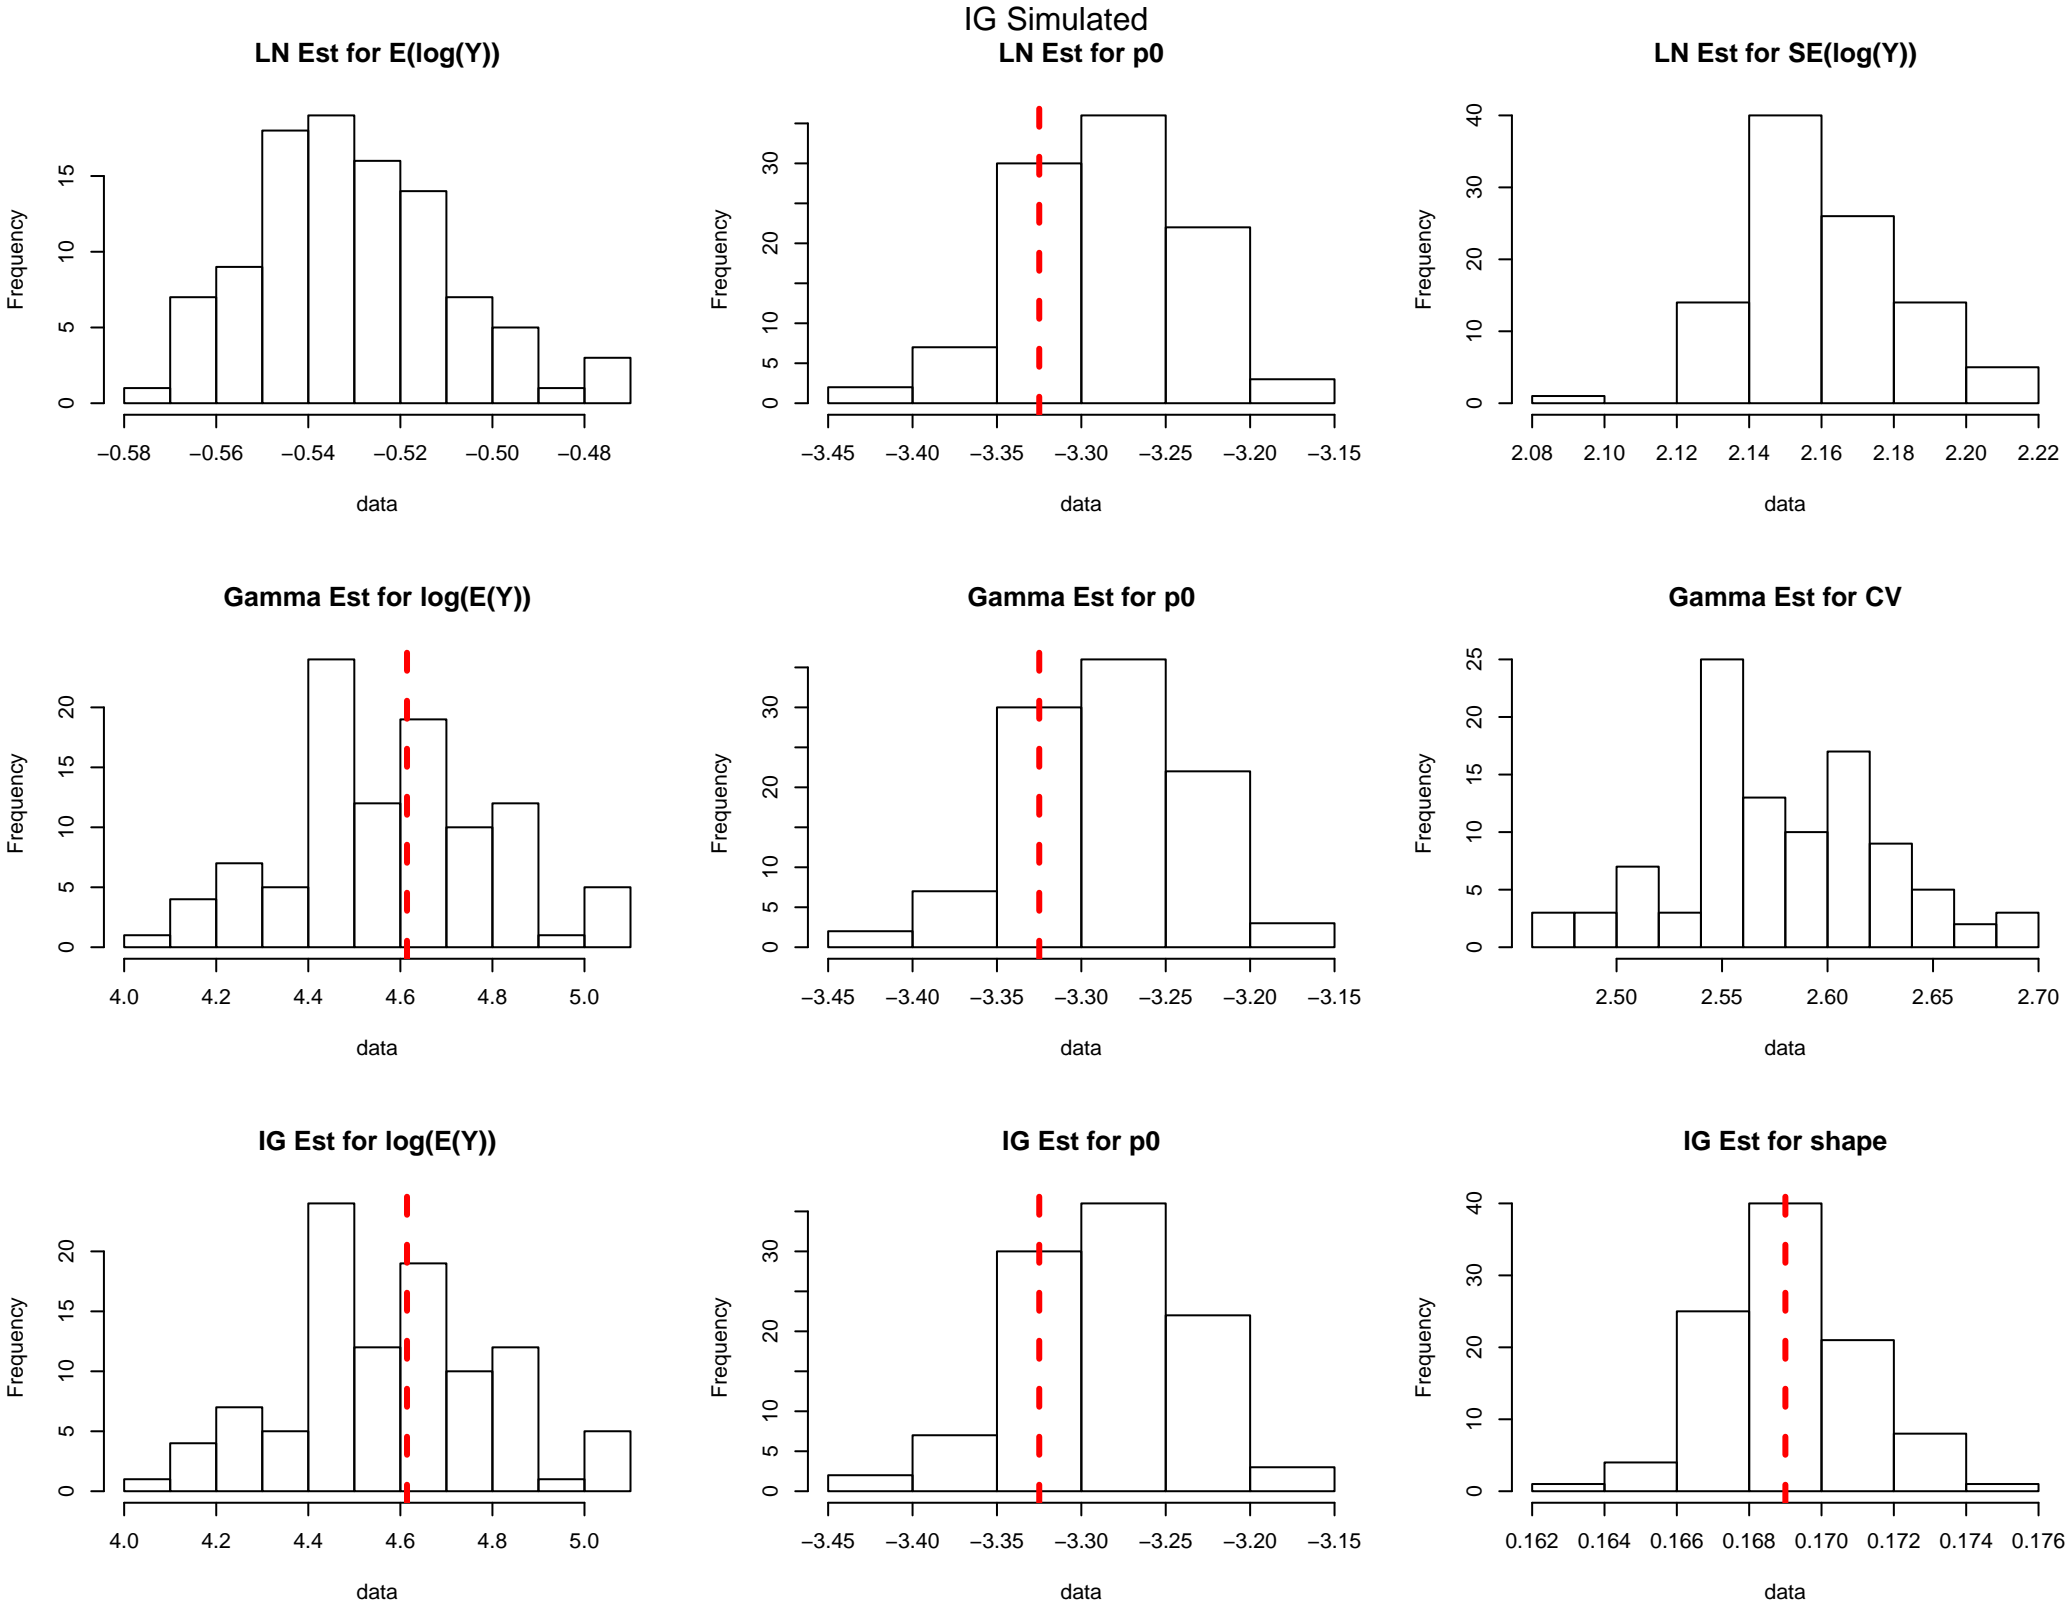 IG Simulated
LN Est for E(log(Y))
Frequency
0 5 10 15
−0.58 −0.56 −0.54 −0.52 −0.50 −0.48
data
LN Est for p0
Frequency
0 5 10 20 30
−3.45 −3.40 −3.35 −3.30 −3.25 −3.20 −3.15
data
LN Est for SE(log(Y))
Frequency
0 10 20 30 40
2.08 2.10 2.12 2.14 2.16 2.18 2.20 2.22
data
Gamma Est for log(E(Y))
Frequency
0 5 10 15 20
4.0 4.2 4.4 4.6 4.8 5.0
data
Gamma Est for p0
Frequency
0 5 10 20 30
−3.45 −3.40 −3.35 −3.30 −3.25 −3.20 −3.15
data
Gamma Est for CV
Frequency
0 5 10 15 20 25
2.50 2.55 2.60 2.65 2.70
data
IG Est for log(E(Y))
Frequency
0 5 10 15 20
4.0 4.2 4.4 4.6 4.8 5.0
data
IG Est for p0
Frequency
0 5 10 20 30
−3.45 −3.40 −3.35 −3.30 −3.25 −3.20 −3.15
data
IG Est for shape
Frequency
0 10 20 30 40
0.162 0.164 0.166 0.168 0.170 0.172 0.174 0.176
data